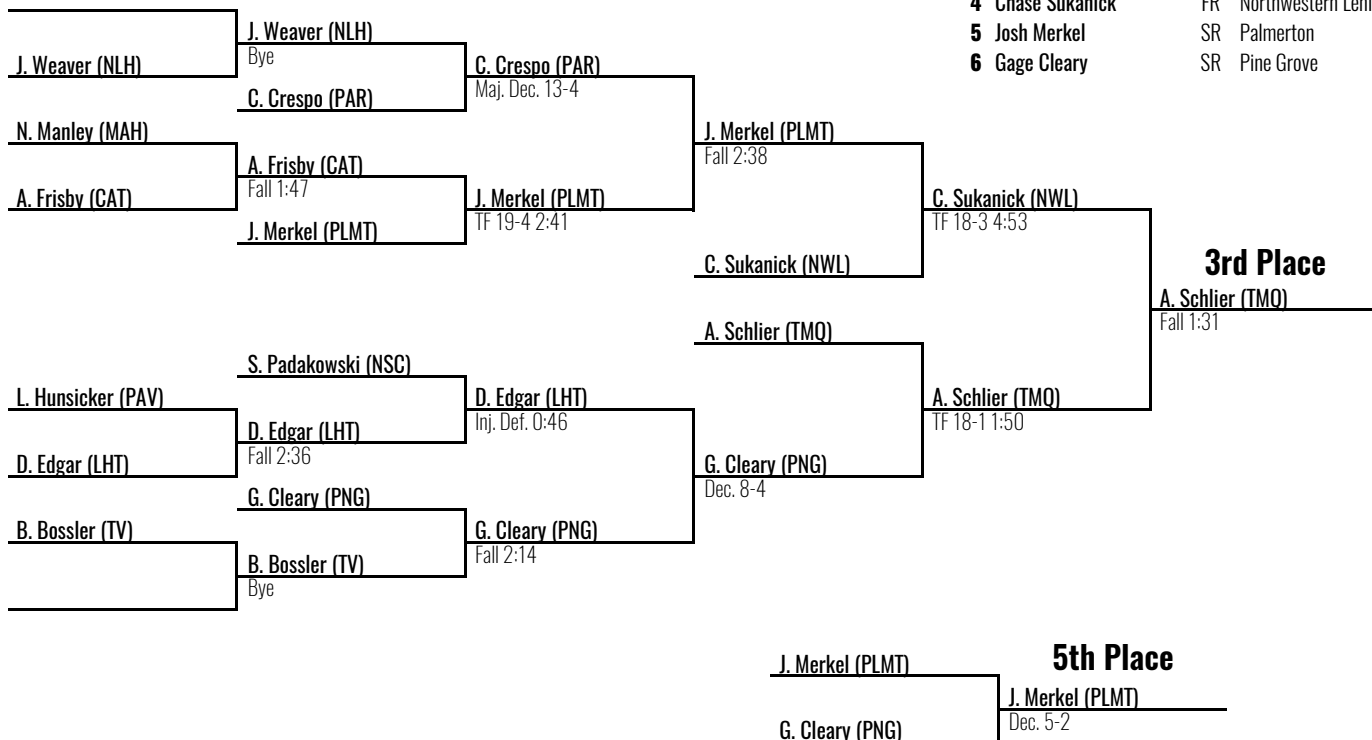 4 Chase Sukanick FR Northwestern
5 Josh Merkel SR Palmerton
6 Gage Cleary SR Pine Grove
J. Weaver (NLH)
J. Weaver (NLH)
Bye
C. Crespo (PAR)
C. Crespo (PAR)
Maj. Dec. 13-4
N. Manley (MAH)
A. Frisby (CAT)
A. Frisby (CAT)
Fall 1:47
J. Merkel (PLMT)
J. Merkel (PLMT)
TF 19-4 2:41
J. Merkel (PLMT)
Fall 2:38
C. Sukanick (NWL)
C. Sukanick (NWL)
TF 18-3 4:53
3rd Place
A. Schlier (TMQ)
Fall 1:31
A. Schlier (TMQ)
A. Schlier (TMQ)
TF 18-1 1:50
S. Padakowski (NSC)
L. Hunsicker (PAV)
D. Edgar (LHT)
D. Edgar (LHT)
Fall 2:36
D. Edgar (LHT)
Inj. Def. 0:46
G. Cleary (PNG)
Dec. 8-4
G. Cleary (PNG)
B. Bossler (TV)
B. Bossler (TV)
Bye
G. Cleary (PNG)
Fall 2:14
5th Place
J. Merkel (PLMT)
J. Merkel (PLMT)
Dec. 5-2
G. Cleary (PNG)